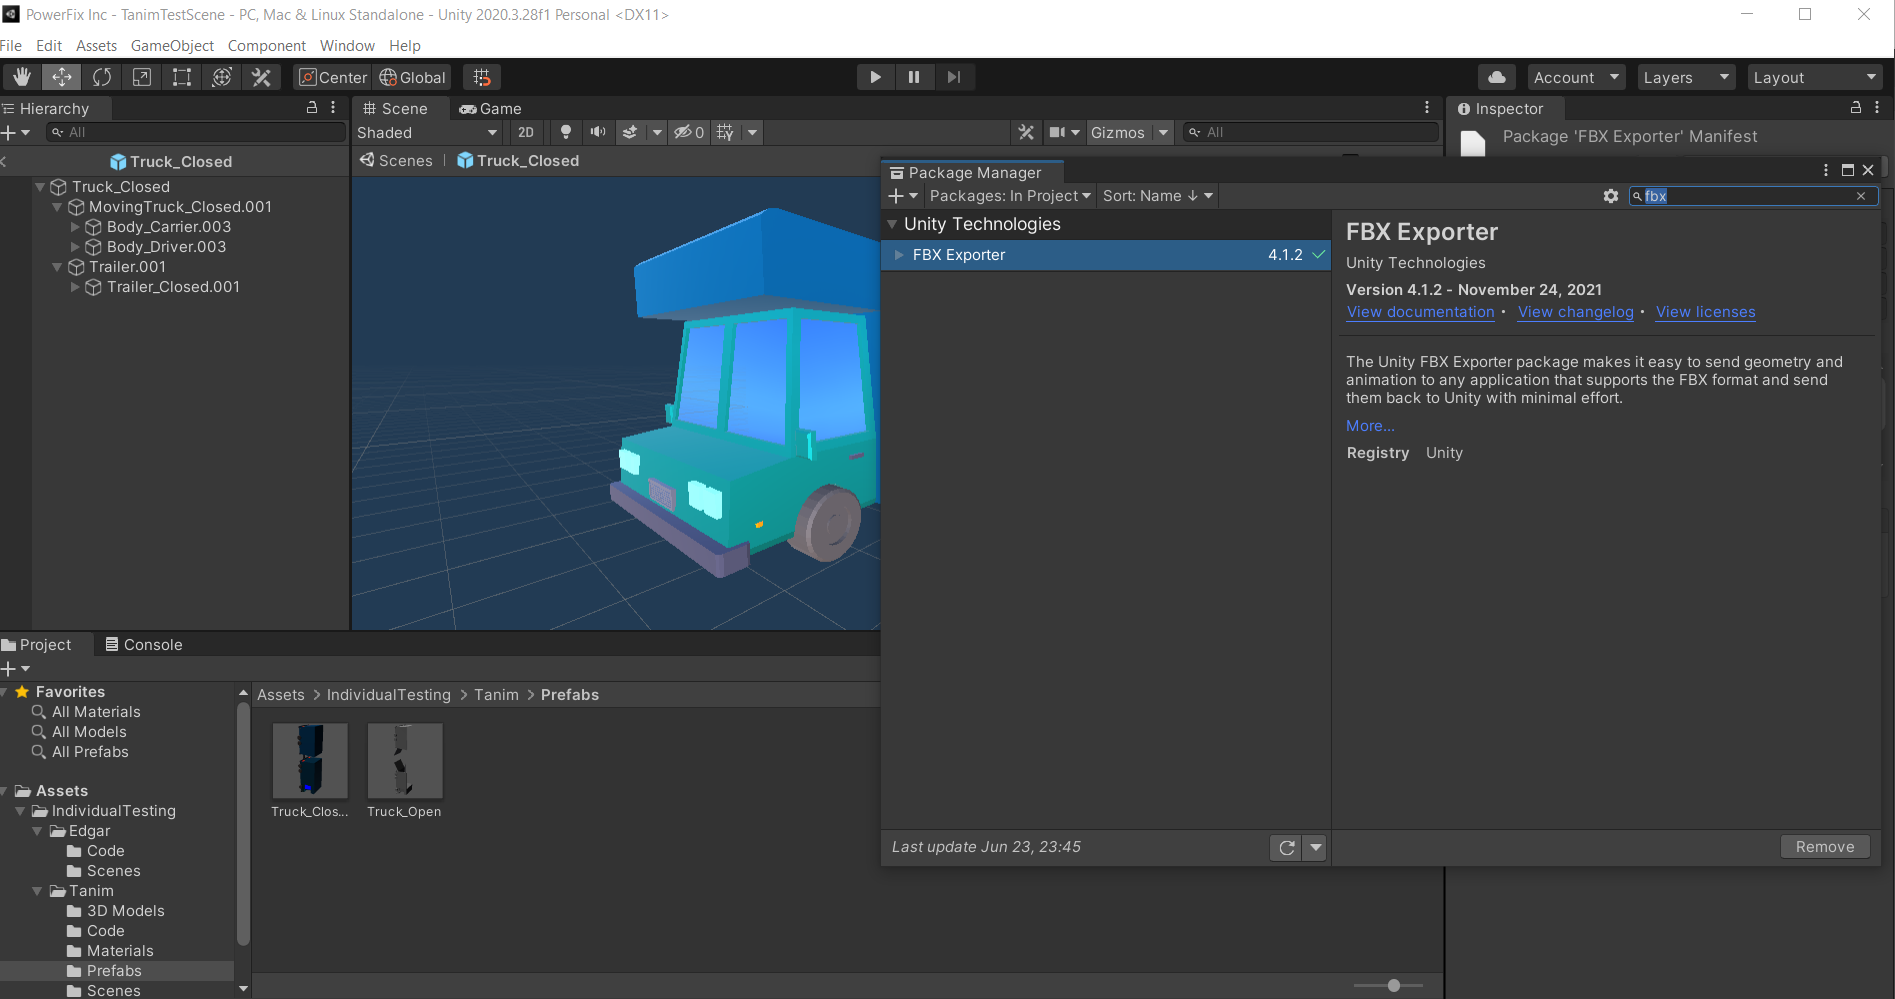 PowerFix Inc - TanimTestScene - PC, Mac & Linux Standalone - Unity 2020.3.28f1 Personal <DX11>
File Edit Assets GameObject Component Window Help
Center Global Account Layers Layout
Hierarchy
All
Truck_Closed
Truck_Closed
MovingTruck_Closed.001
Body_Carrier.003
Body_Driver.003
Trailer.001
Trailer_Closed.001
Scene Game
Shaded 2D 0 Gizmos All
Scenes Truck_Closed
Inspector
Package 'FBX Exporter' Manifest
Package Manager
Packages: In Project Sort: Name ↓ fbx
Unity Technologies
FBX Exporter 4.1.2
FBX Exporter
Unity Technologies
Version 4.1.2 - November 24, 2021
View documentation • View changelog • View licenses
The Unity FBX Exporter package makes it easy to send geometry and
animation to any application that supports the FBX format and send
them back to Unity with minimal effort.
More...
Registry Unity
Last update Jun 23, 23:45
Remove
Project Console
Favorites
All Materials
All Models
All Prefabs
Assets
IndividualTesting
Edgar
Code
Scenes
Tanim
3D Models
Code
Materials
Prefabs
Scenes
Assets > IndividualTesting > Tanim > Prefabs
Truck_Clos... Truck_Open